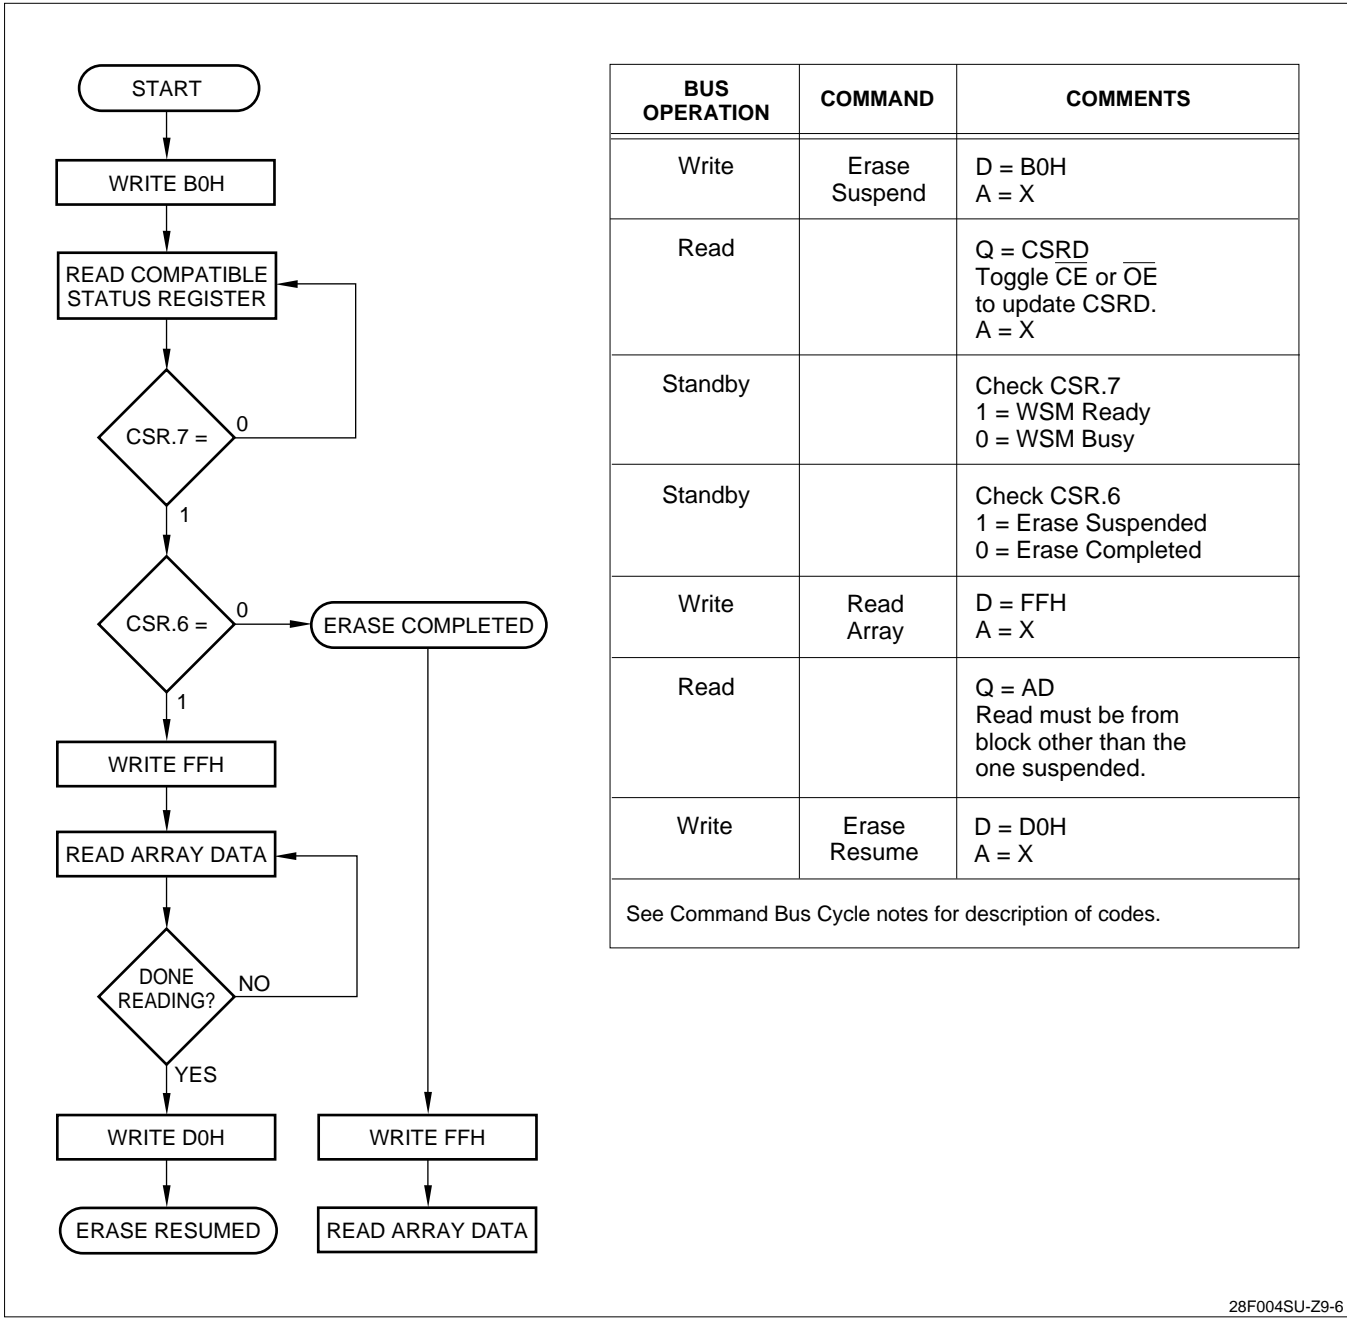 START
WRITE B0H
READ COMPATIBLE
STATUS REGISTER
CSR.7 =
0
1
CSR.6 =
0
ERASE COMPLETED
1
WRITE FFH
READ ARRAY DATA
DONE
READING?
NO
YES
WRITE D0H
WRITE FFH
ERASE RESUMED
READ ARRAY DATA
BUS
OPERATION
COMMAND
COMMENTS
Write
Erase
Suspend
D = B0H
A = X
Read
Q = CSRD
Toggle C̅E̅ or O̅E̅
to update CSRD.
A = X
Standby
Check CSR.7
1 = WSM Ready
0 = WSM Busy
Standby
Check CSR.6
1 = Erase Suspended
0 = Erase Completed
Write
Read
Array
D = FFH
A = X
Read
Q = AD
Read must be from
block other than the
one suspended.
Write
Erase
Resume
D = D0H
A = X
See Command Bus Cycle notes for description of codes.
28F004SU-Z9-6